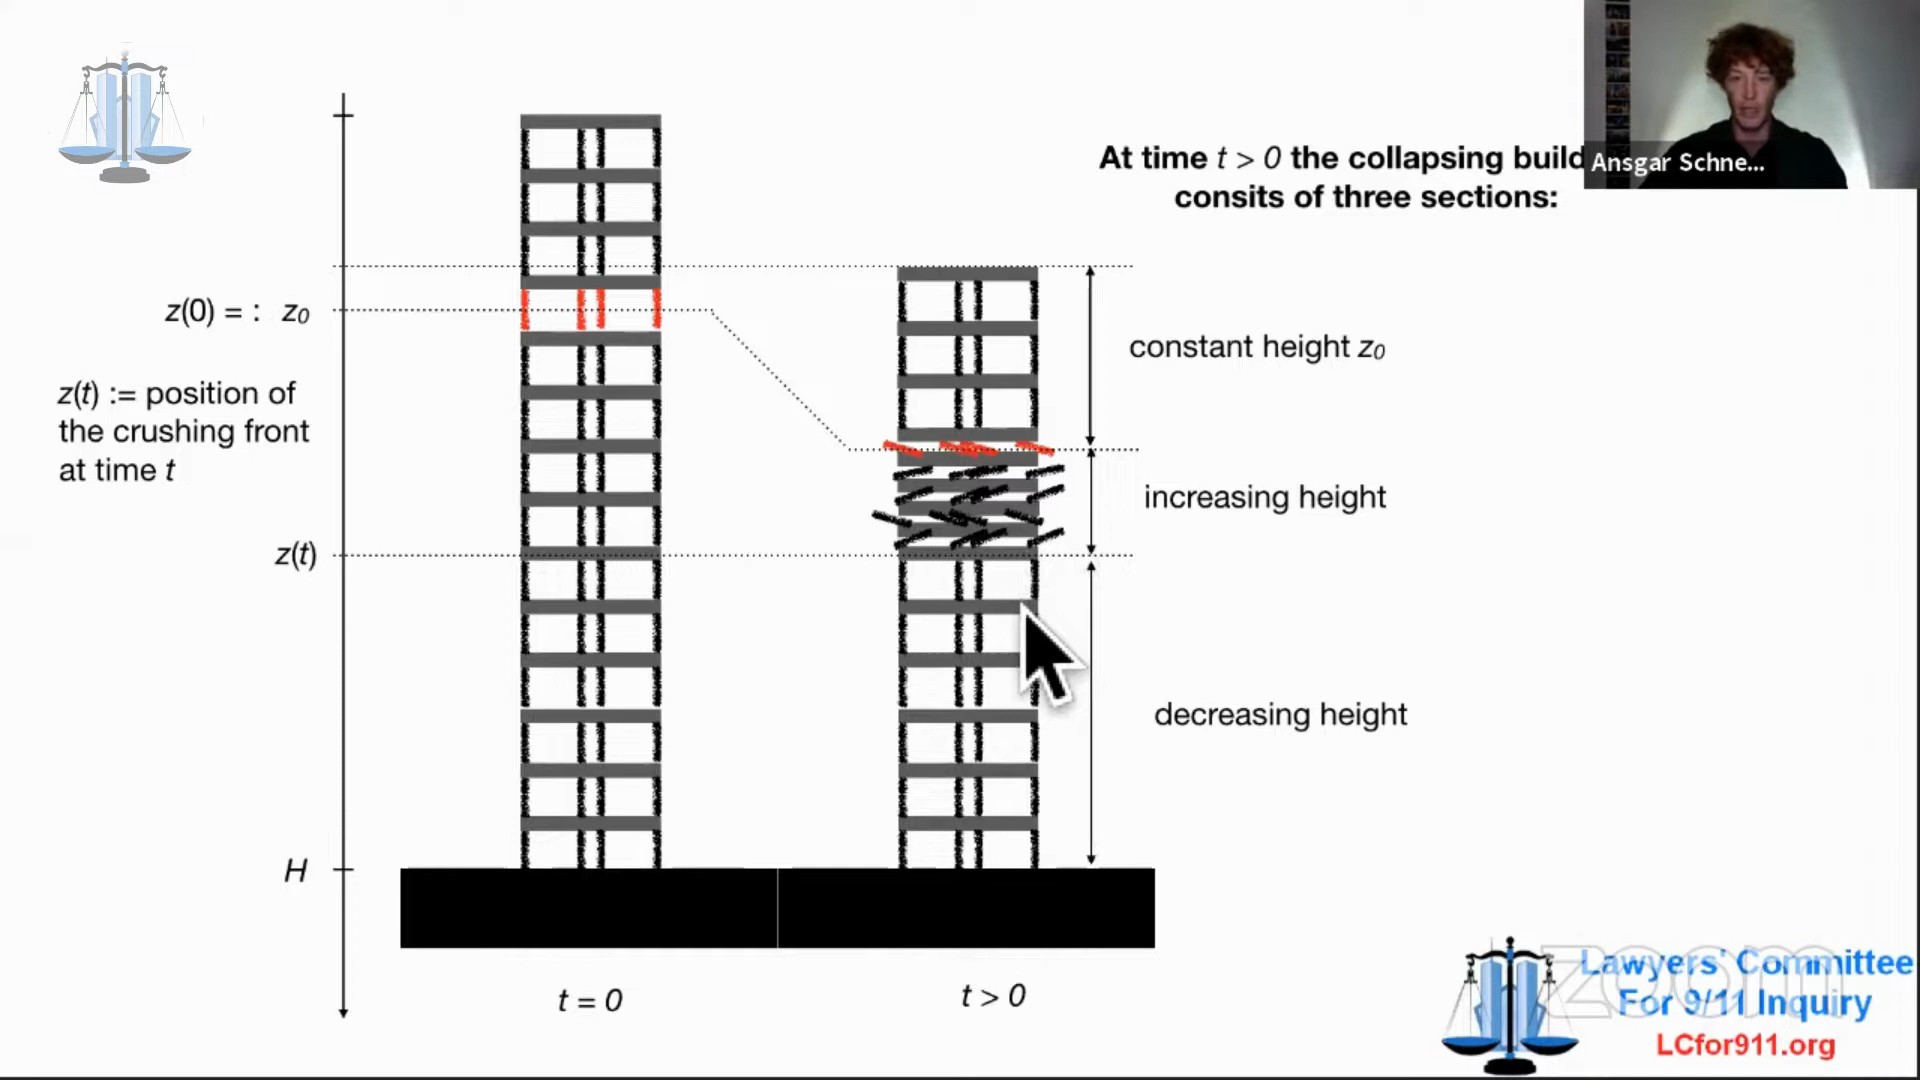 At time t > 0 the collapsing build
consits of three sections:
Ansgar Schne...
z(0) = : z₀
constant height z₀
z(t) := position of
the crushing front
at time t
increasing height
z(t)
decreasing height
H
t = 0
t > 0
zoom
Lawyers' Committee
For 9/11 Inquiry
LCfor911.org